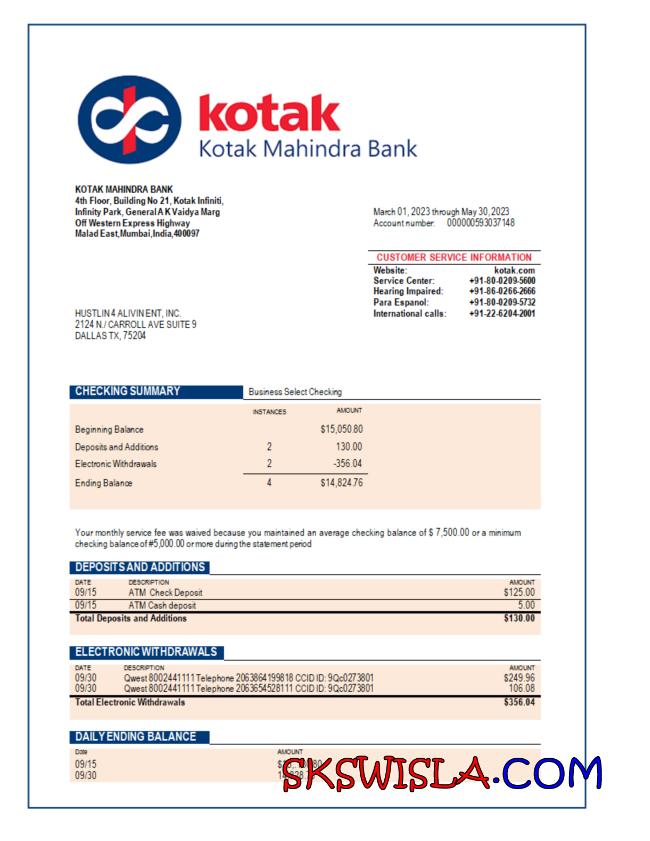 kotak
Kotak Mahindra Bank
KOTAK MAHINDRA BANK
4th Floor, Building No 21, Kotak Infiniti,
Infinity Park, General A K Vaidya Marg
Off Western Express Highway
Malad East,Mumbai,India,400097
March 01, 2023 through May 30,2023
Account number: 000000593037148
CUSTOMER SERVICE INFORMATION
Website: kotak.com
Service Center: +91-80-0209-5600
Hearing Impaired: +91-86-0266-2666
Para Espanol: +91-80-0209-5732
International calls: +91-22-6204-2001
HUSTLIN 4 ALIVIN ENT, INC.
2124 N./ CARROLL AVE SUITE 9
DALLAS TX, 75204
CHECKING SUMMARY Business Select Checking
INSTANCES AMOUNT
Beginning Balance $15,050.80
Deposits and Additions 2 130.00
Electronic Withdrawals 2 -356.04
Ending Balance 4 $14,824.76
Your monthly service fee was waived because you maintained an average checking balance of $ 7,500.00 or a minimum
checking balance of #5,000.00 or more during the statement period
DEPOSITS AND ADDITIONS
DATE DESCRIPTION AMOUNT
09/15 ATM Check Deposit $125.00
09/15 ATM Cash deposit 5.00
Total Deposits and Additions $130.00
ELECTRONIC WITHDRAWALS
DATE DESCRIPTION AMOUNT
09/30 Qwest 8002441111 Telephone 2063864199818 CCID ID: 9Qc0273801 $249.96
09/30 Qwest 8002441111 Telephone 2063654528111 CCID ID: 9Qc0273801 106.08
Total Electronic Withdrawals $356.04
DAILY ENDING BALANCE
Date AMOUNT
09/15
09/30
SKSWISLA.COM